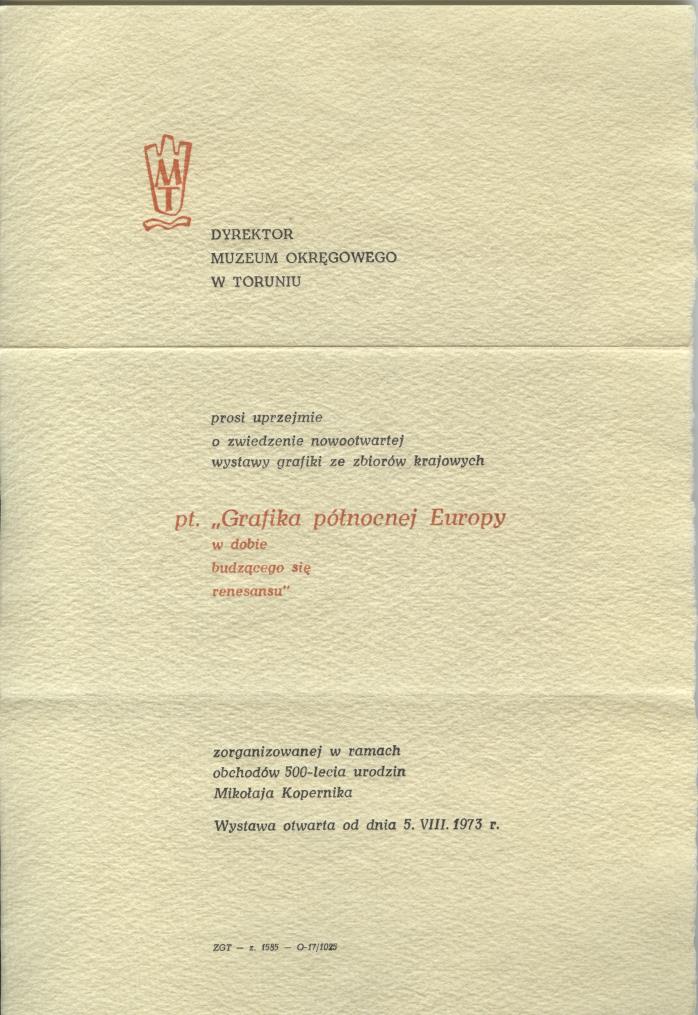 MT
DYREKTOR
MUZEUM OKRĘGOWEGO
W TORUNIU
prosi uprzejmie
o zwiedzenie nowootwartej
wystawy grafiki ze zbiorów krajowych
pt. „Grafika północnej Europy
w dobie
budzącego się
renesansu"
zorganizowanej w ramach
obchodów 500-lecia urodzin
Mikołaja Kopernika
Wystawa otwarta od dnia 5. VIII. 1973 r.
ZGT — z. 1585 — O-17/1025